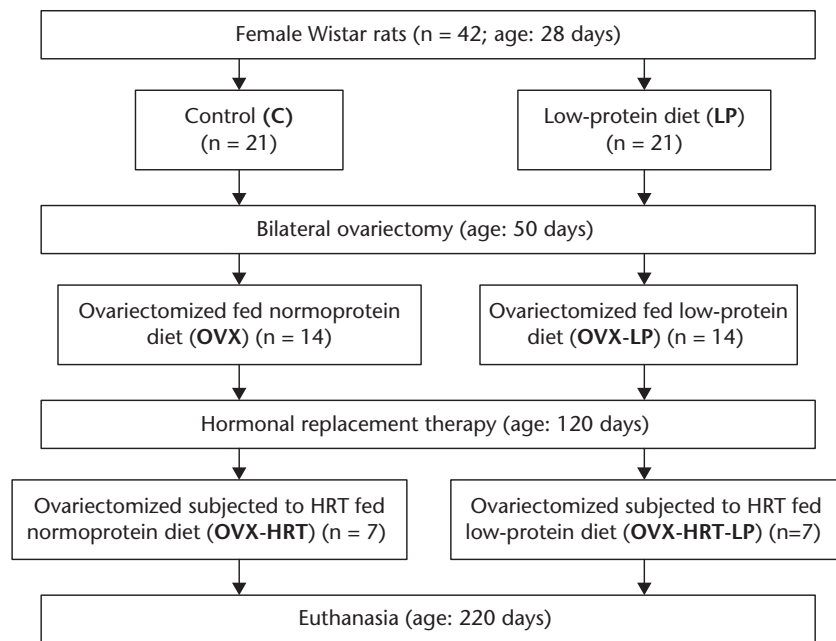 Female Wistar rats (n = 42; age: 28 days)
Control (C)
(n = 21)
Low-protein diet (LP)
(n = 21)
Bilateral ovariectomy (age: 50 days)
Ovariectomized fed normoprotein
diet (OVX) (n = 14)
Ovariectomized fed low-protein
diet (OVX-LP) (n = 14)
Hormonal replacement therapy (age: 120 days)
Ovariectomized subjected to HRT fed
normoprotein diet (OVX-HRT) (n = 7)
Ovariectomized subjected to HRT fed
low-protein diet (OVX-HRT-LP) (n=7)
Euthanasia (age: 220 days)